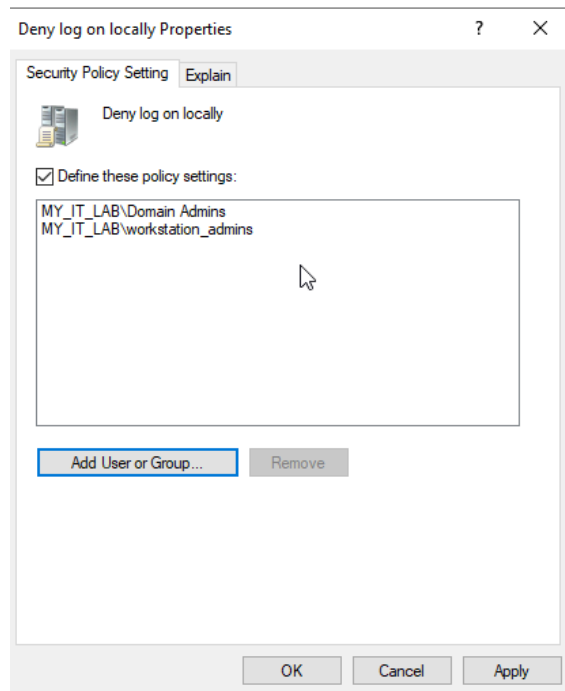 Deny log on locally Properties
?
Security Policy Setting
Explain
Deny log on locally
Define these policy settings:
MY_IT_LAB\Domain Admins
MY_IT_LAB\workstation_admins
Add User or Group...
Remove
OK
Cancel
Apply